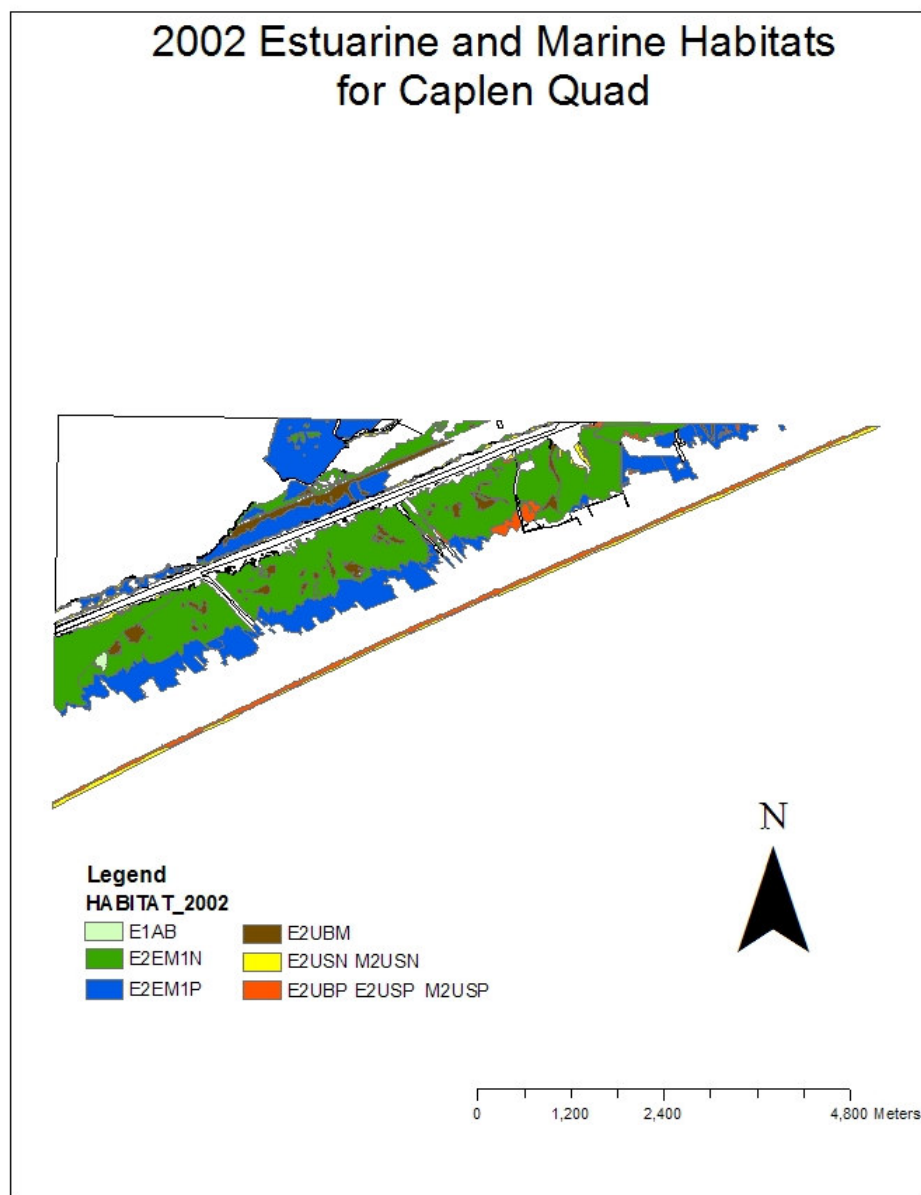 2002 Estuarine and Marine Habitats
for Caplen Quad
N
Legend
HABITAT_2002
E1AB
E2UBM
E2EM1N
E2USN M2USN
E2EM1P
E2UBP E2USP M2USP
0 1,200 2,400 4,800 Meters